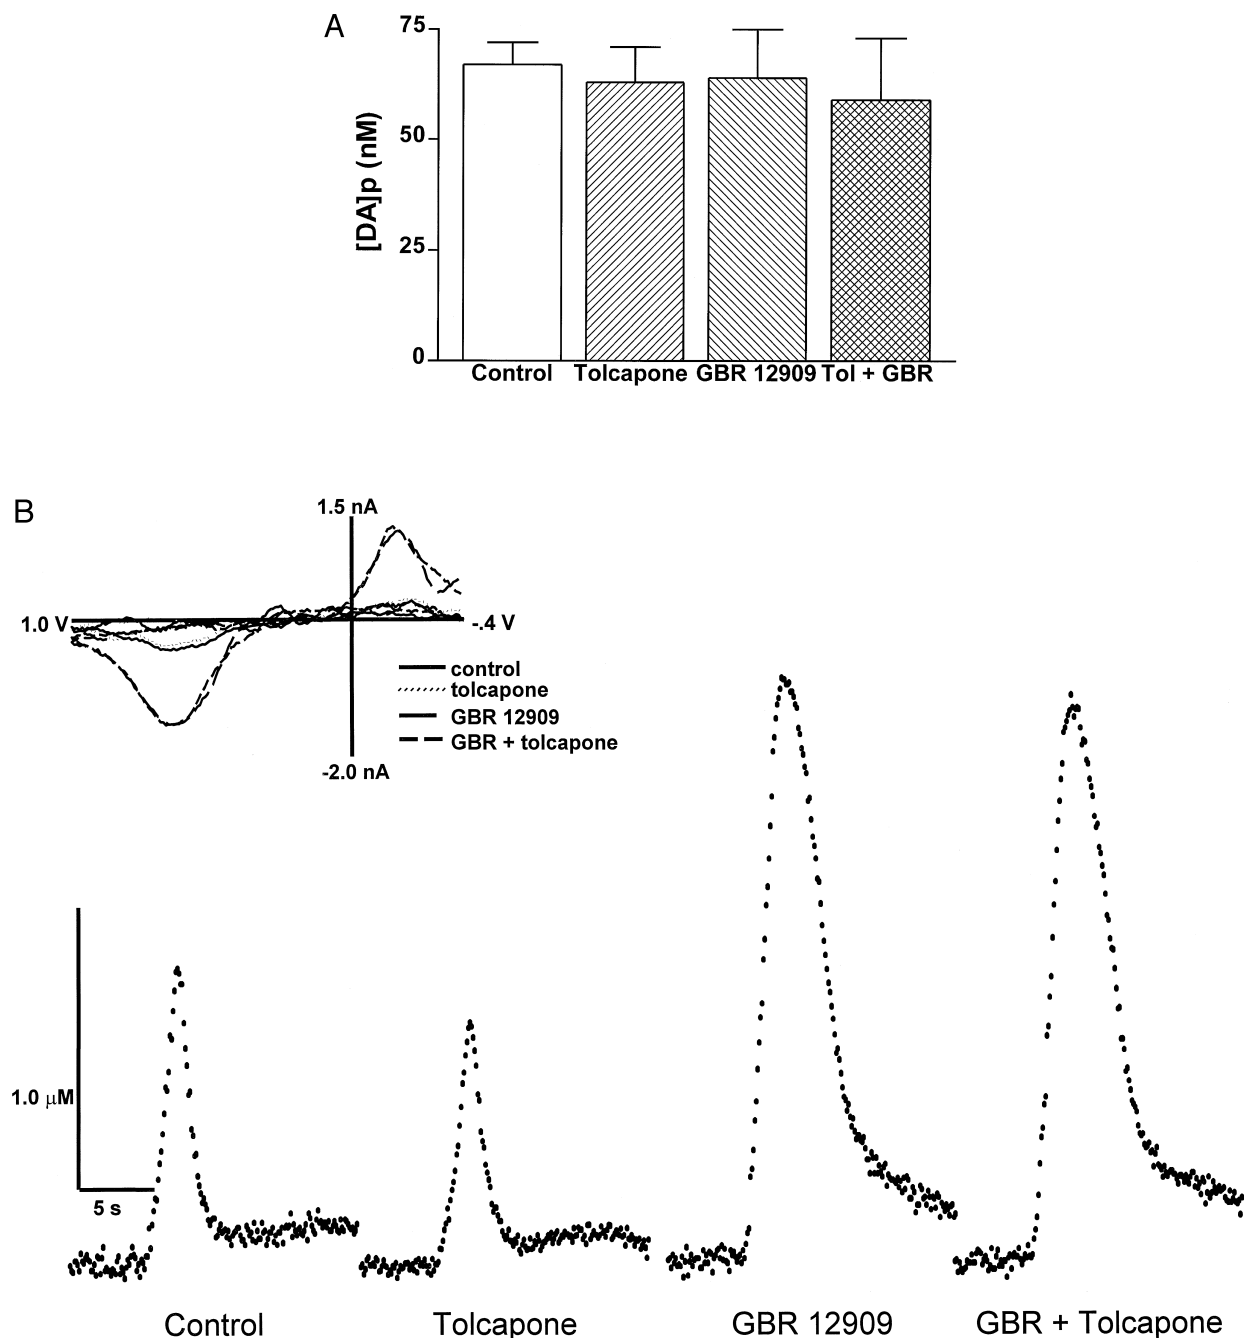 A
75
50
25
0
[DA]p (nM)
Control Tolcapone GBR 12909 Tol + GBR
B
1.5 nA
1.0 V
-.4 V
control
tolcapone
GBR 12909
GBR + tolcapone
-2.0 nA
1.0 μM
5 s
Control Tolcapone GBR 12909 GBR + Tolcapone